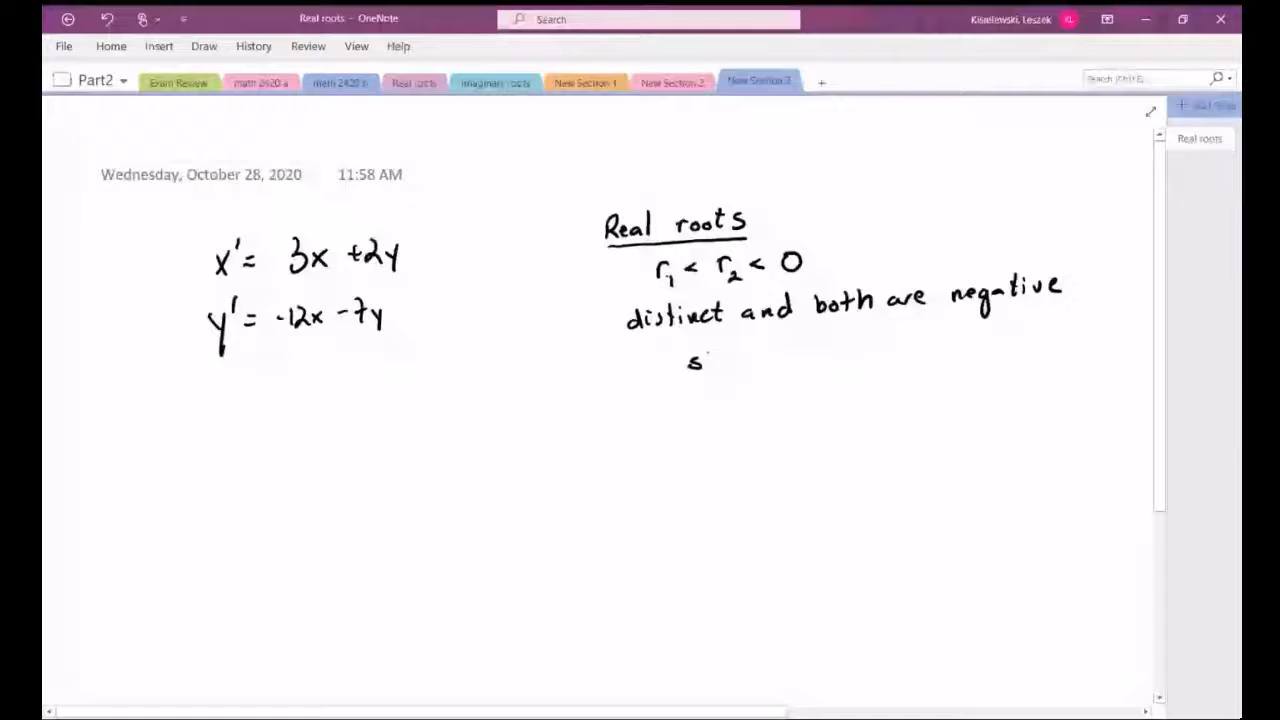 Real roots - OneNote
Search
Kisielewski, Leszek KL
File Home Insert Draw History Review View Help
Part2 Exam Review math 2420 a math 2420 b Real roots Imaginary roots New Section 1 New Section 2 New Section 3 +
Search (Ctrl+E)
Real roots
Wednesday, October 28, 2020 11:58 AM
x' = 3x +2y
y' = -12x -7y
Real roots
r₁ < r₂ < 0
distinct and both are negative
s